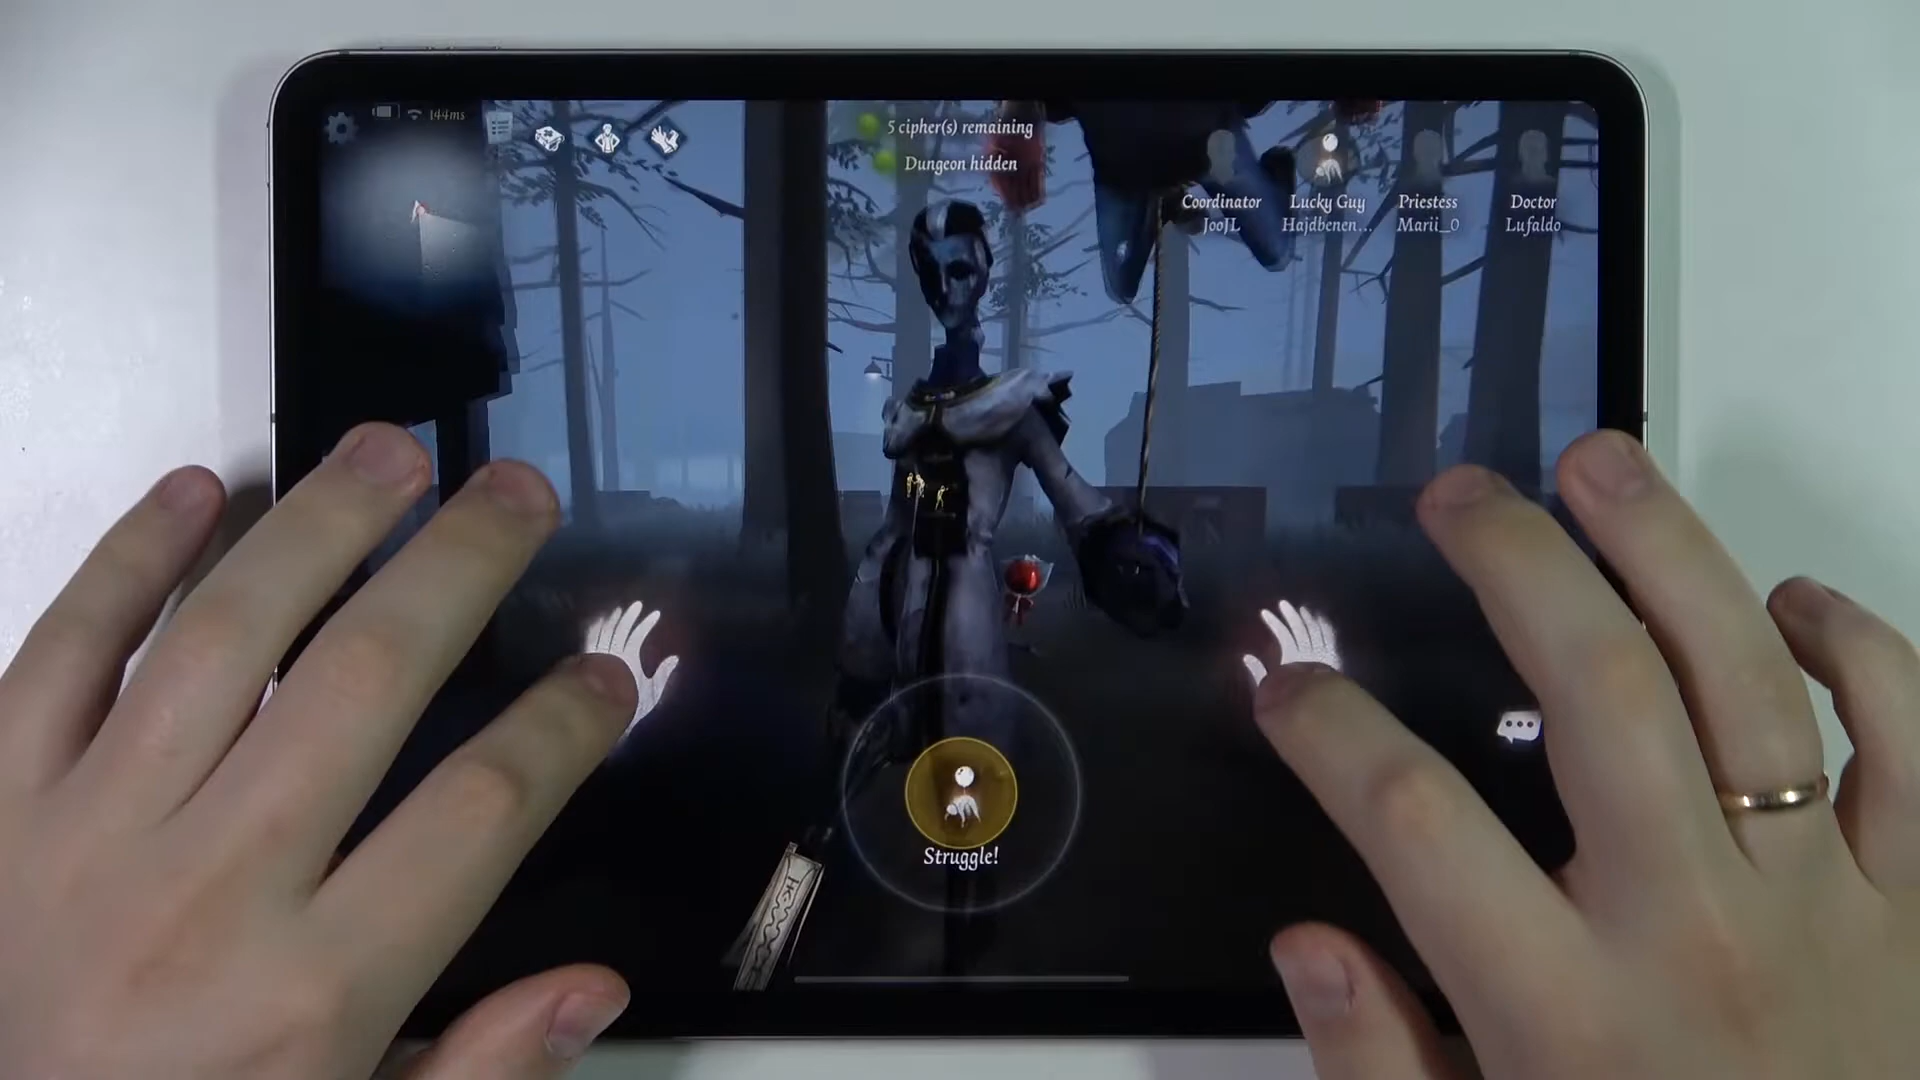 144ms
5 cipher(s) remaining
Dungeon hidden
Coordinator
JooJL
Lucky Guy
Hajdbenen...
Priestess
Marii_0
Doctor
Lufaldo
Struggle!